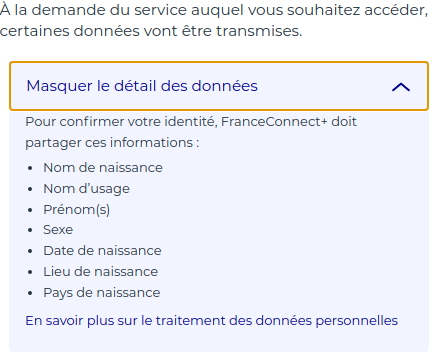 À la demande du service auquel vous souhaitez accéder,
certaines données vont être transmises.
Masquer le détail des données
Pour confirmer votre identité, FranceConnect+ doit
partager ces informations :
• Nom de naissance
• Nom d’usage
• Prénom(s)
• Sexe
• Date de naissance
• Lieu de naissance
• Pays de naissance
En savoir plus sur le traitement des données personnelles